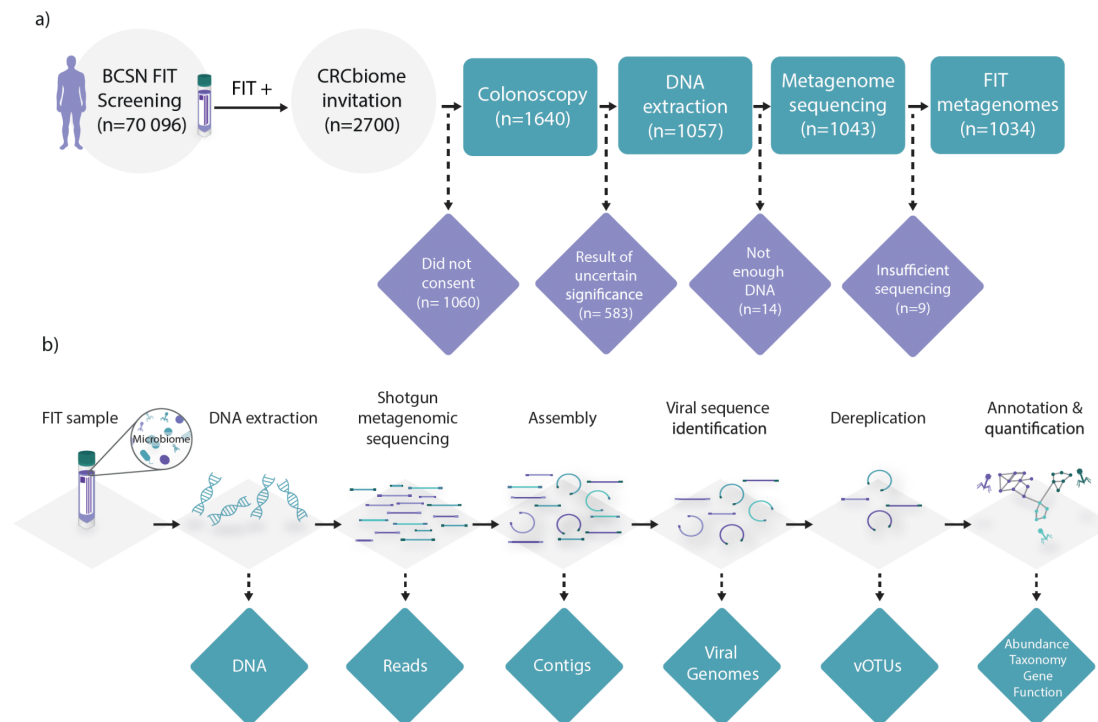 a)
BCSN FIT
Screening
(n=70 096)
FIT +
CRCbiome
invitation
(n=2700)
Colonoscopy
(n=1640)
DNA
extraction
(n=1057)
Metagenome
sequencing
(n=1043)
FIT
metagenomes
(n=1034)
Did not
consent
(n= 1060)
Result of
uncertain
significance
(n= 583)
Not
enough
DNA
(n=14)
Insufficient
sequencing
(n=9)
b)
FIT sample
Microbiome
DNA extraction
Shotgun
metagenomic
sequencing
Assembly
Viral sequence
identification
Dereplication
Annotation &
quantification
DNA
Reads
Contigs
Viral
Genomes
vOTUs
Abundance
Taxonomy
Gene
Function